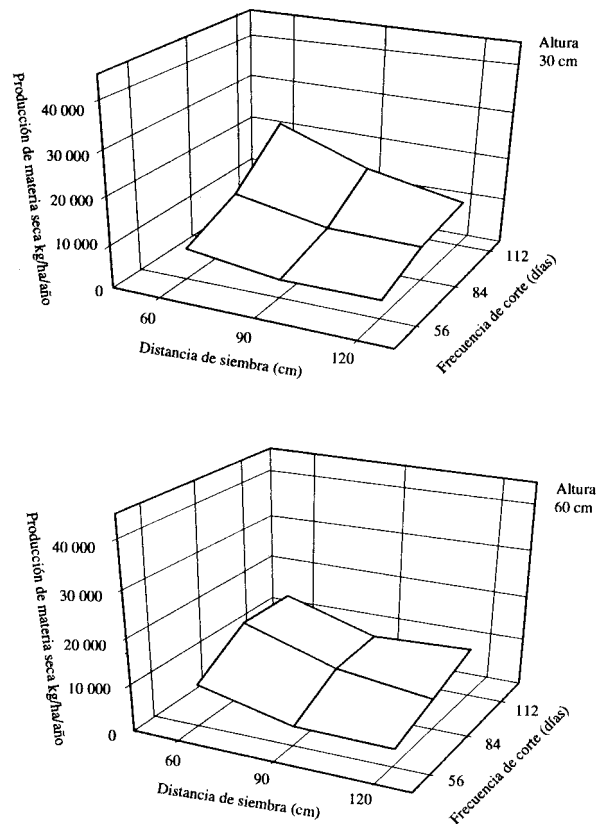 Altura
30 cm
Producción de materia seca kg/ha/año
40 000
30 000
20 000
10 000
0
60
90
120
Distancia de siembra (cm)
56
84
112
Frecuencia de corte (días)
Altura
60 cm
Producción de materia seca kg/ha/año
40 000
30 000
20 000
10 000
0
60
90
120
Distancia de siembra (cm)
56
84
112
Frecuencia de corte (días)